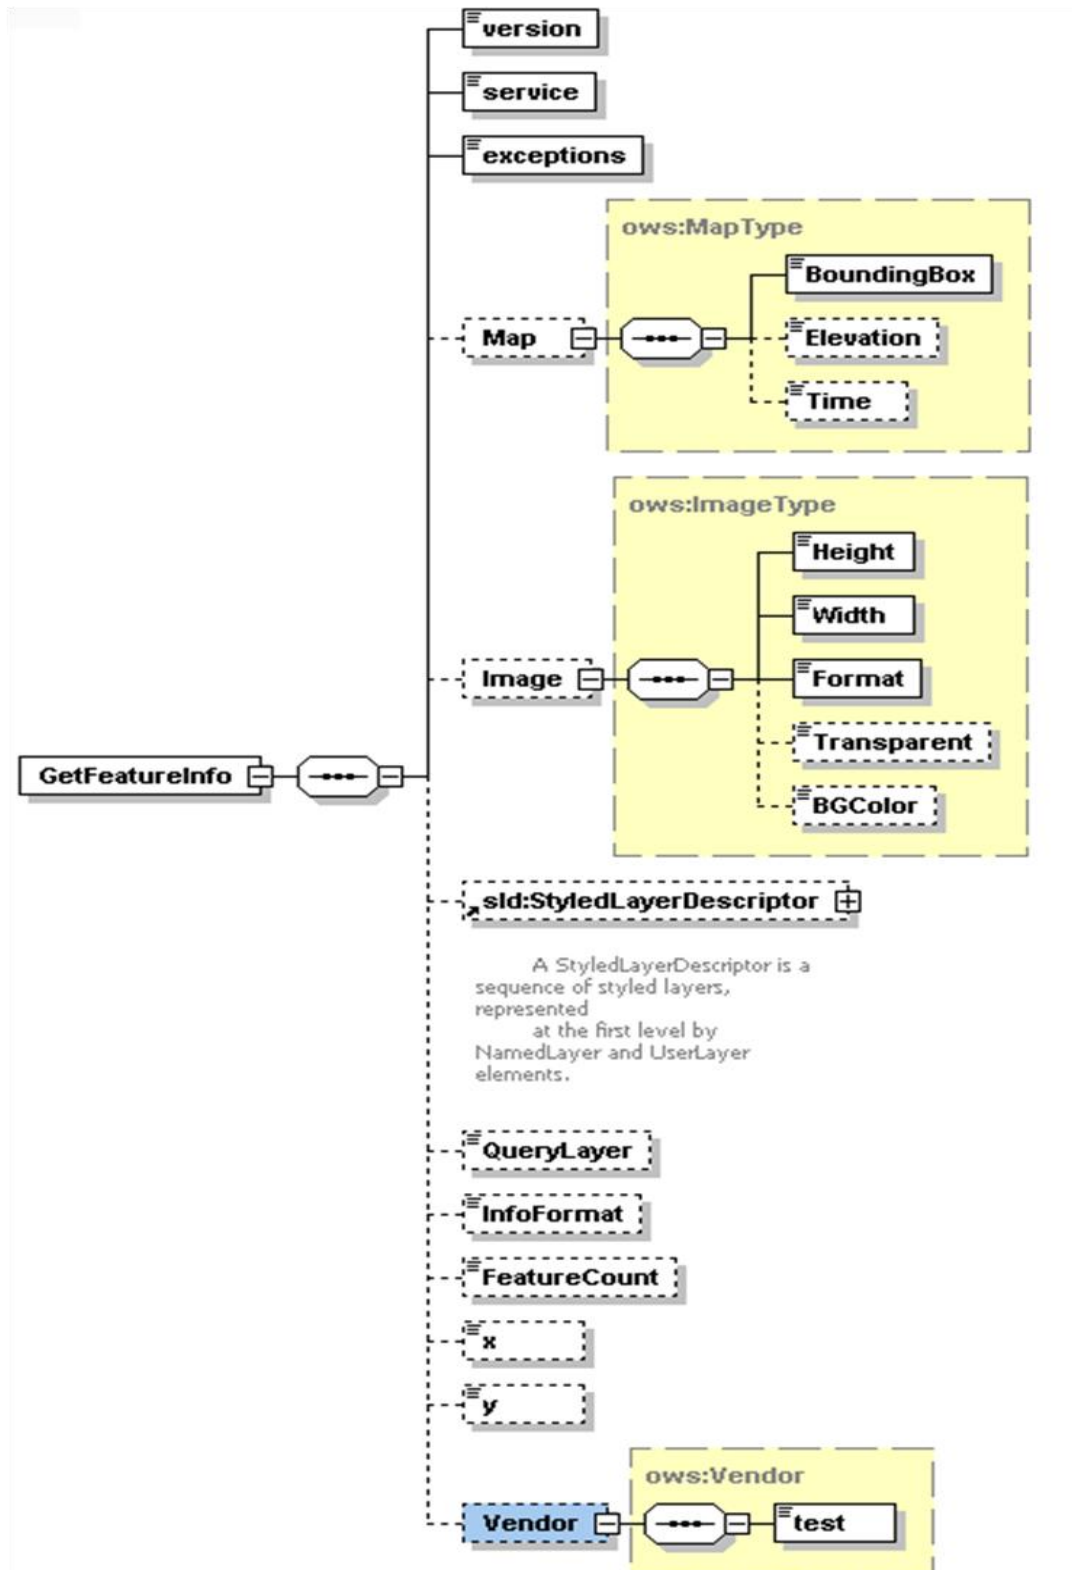 version
service
exceptions
ows:MapType
BoundingBox
Map
Elevation
Time
ows:ImageType
Height
Width
Image
Format
Transparent
GetFeatureInfo
BGColor
sld:StyledLayerDescriptor
A StyledLayerDescriptor is a
sequence of styled layers,
represented
at the first level by
NamedLayer and UserLayer
elements.
QueryLayer
InfoFormat
FeatureCount
x
y
ows:Vendor
Vendor
test